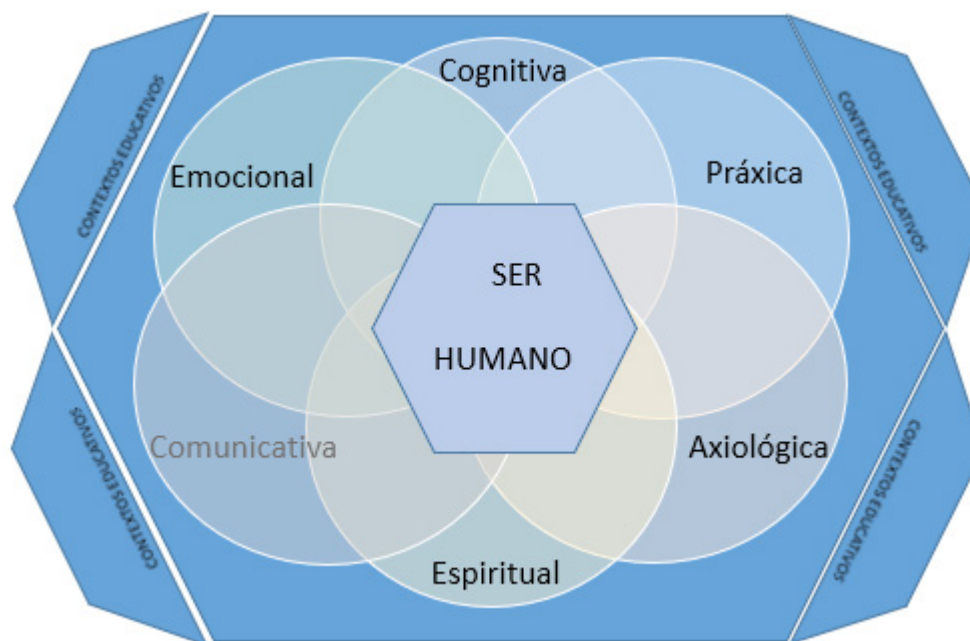 Cognitiva
CONTEXTOS EDUCATIVOS
CONTEXTOS EDUCATIVOS
Emocional
Práxica
SER
HUMANO
Comunicativa
Axiológica
CONTEXTOS EDUCATIVOS
CONTEXTOS EDUCATIVOS
Espiritual